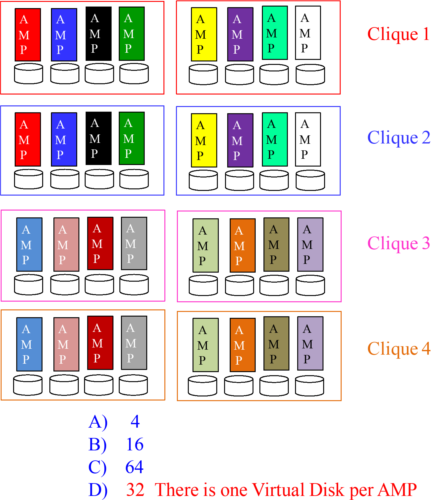 AMP AMP AMP AMP AMP AMP AMP AMP Clique 1
AMP AMP AMP AMP AMP AMP AMP AMP Clique 2
AMP AMP AMP AMP AMP AMP AMP AMP Clique 3
AMP AMP AMP AMP AMP AMP AMP AMP Clique 4
A) 4
B) 16
C) 64
D) 32 There is one Virtual Disk per AMP